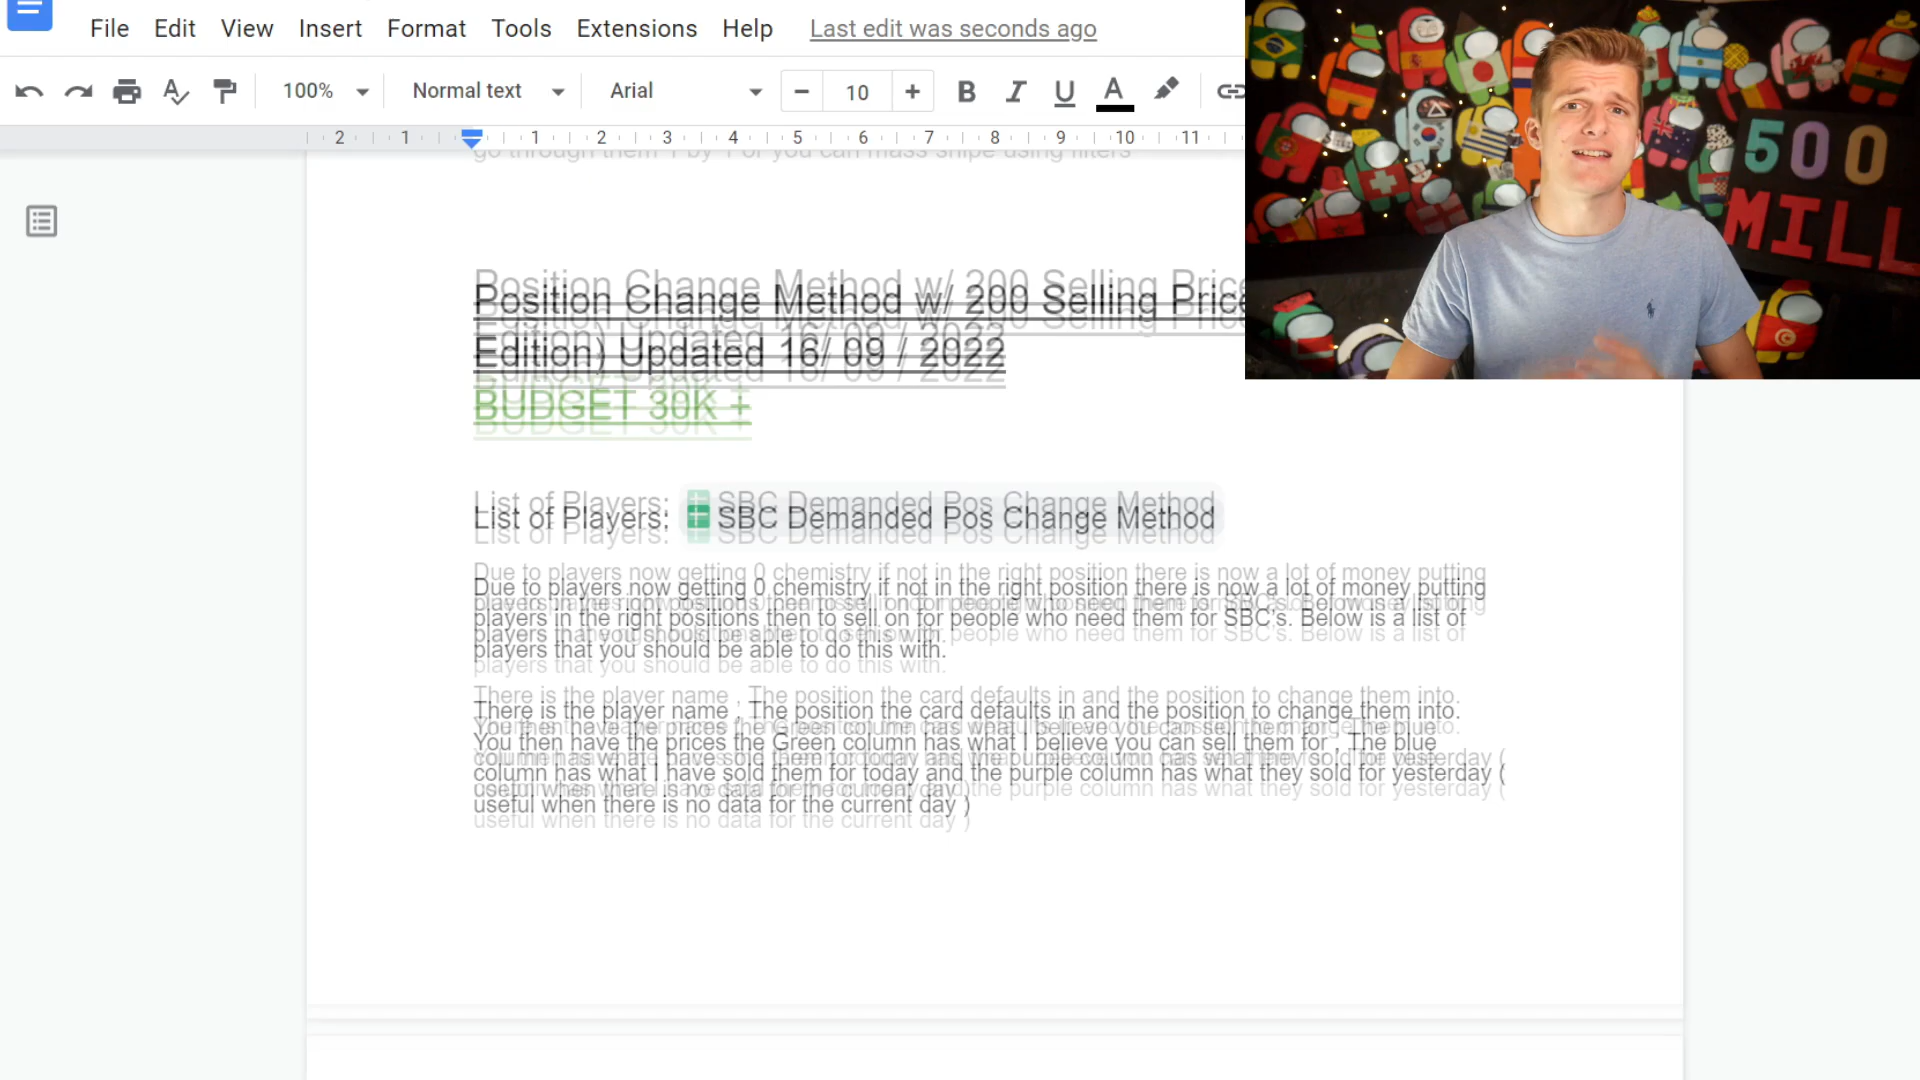 File Edit View Insert Format Tools Extensions Help Last edit was seconds ago
100% Normal text Arial 10 B I U A
2 1 1 2 3 4 5 6 7 8 9 10 11
go through them 1 by 1 or you can mass snipe using filters
500
MILL
Position Change Method w/ 200 Selling Price
Edition) Updated 16/ 09 / 2022
BUDGET 30K +
List of Players: SBC Demanded Pos Change Method
Due to players now getting 0 chemistry if not in the right position there is now a lot of money putting
players in the right positions then to sell on for people who need them for SBC's. Below is a list of
players that you should be able to do this with.
There is the player name , The position the card defaults in and the position to change them into.
You then have the prices the Green column has what I believe you can sell them for , The blue
column has what I have sold them for today and the purple column has what they sold for yesterday (
useful when there is no data for the current day )